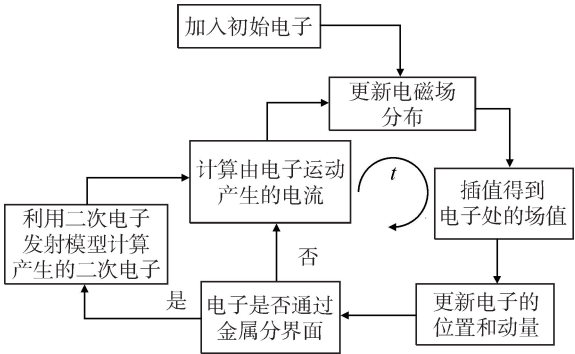 加入初始电子
更新电磁场
分布
计算由电子运动
产生的电流
t
插值得到
电子处的场值
利用二次电子
发射模型计算
产生的二次电子
否
是
电子是否通过
金属分界面
更新电子的
位置和动量